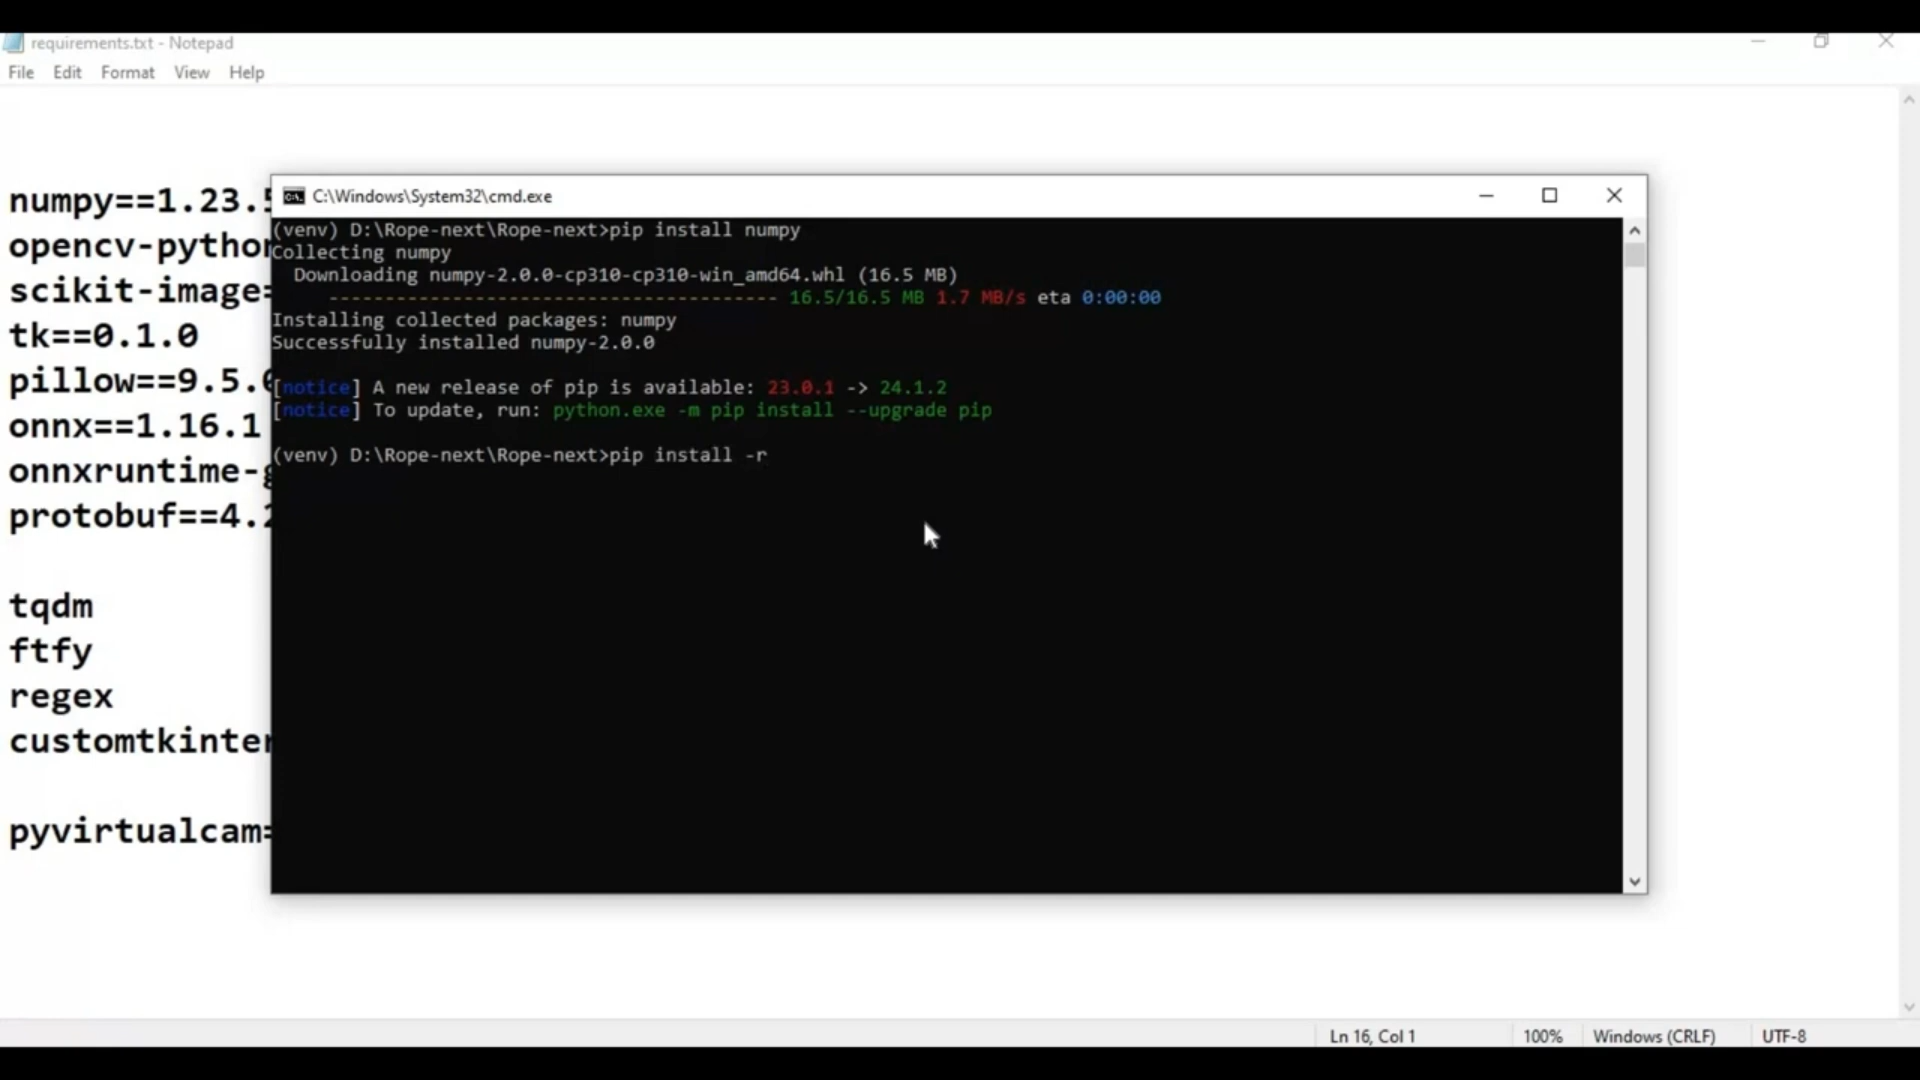 requirements.txt - Notepad
File Edit Format View Help
numpy==1.23.5
opencv-python
scikit-image=
tk==0.1.0
pillow==9.5.0
onnx==1.16.1
onnxruntime-g
protobuf==4.2
tqdm
ftfy
regex
customtkinter
pyvirtualcam=
C:\Windows\System32\cmd.exe
(venv) D:\Rope-next\Rope-next>pip install numpy
Collecting numpy
Downloading numpy-2.0.0-cp310-cp310-win_amd64.whl (16.5 MB)
---------------------------------------- 16.5/16.5 MB 1.7 MB/s eta 0:00:00
Installing collected packages: numpy
Successfully installed numpy-2.0.0
[notice] A new release of pip is available: 23.0.1 -> 24.1.2
[notice] To update, run: python.exe -m pip install --upgrade pip
(venv) D:\Rope-next\Rope-next>pip install -r
Ln 16, Col 1 100% Windows (CRLF) UTF-8